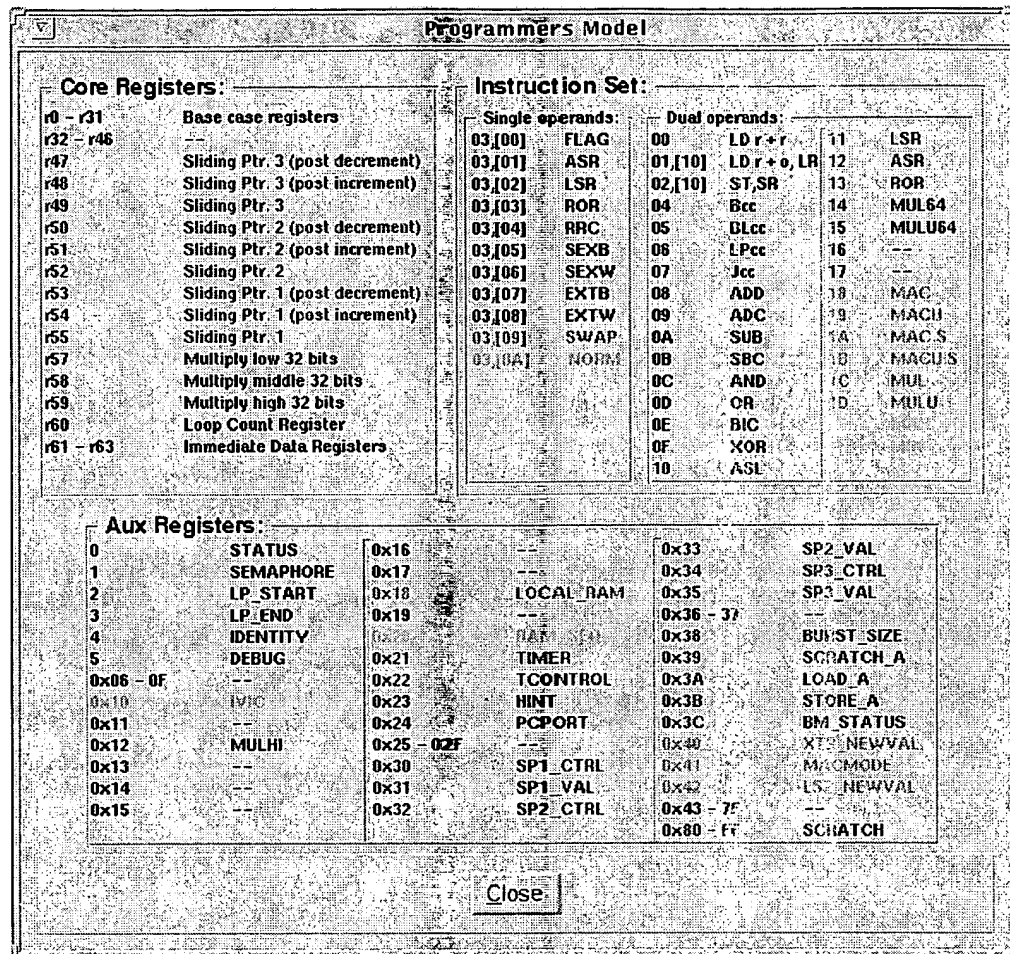 Programmers Model
Core Registers:
r0 – r31 Base case registers
r32 – r46 --
r47 Sliding Ptr. 3 (post decrement)
r48 Sliding Ptr. 3 (post increment)
r49 Sliding Ptr. 3
r50 Sliding Ptr. 2 (post decrement)
r51 Sliding Ptr. 2 (post increment)
r52 Sliding Ptr. 2
r53 Sliding Ptr. 1 (post decrement)
r54 Sliding Ptr. 1 (post increment)
r55 Sliding Ptr. 1
r57 Multiply low 32 bits
r58 Multiply middle 32 bits
r59 Multiply high 32 bits
r60 Loop Count Register
r61 – r63 Immediate Data Registers
Instruction Set:
Single operands:
03,[00] FLAG
03,[01] ASR
03,[02] LSR
03,[03] ROR
03,[04] RRC
03,[05] SEXB
03,[06] SEXW
03,[07] EXTB
03,[08] EXTW
03,[09] SWAP
03,[0A] NORM
Dual operands:
00 LD r + r
01,[10] LD r + o, LR
02,[10] ST,SR
04 Bcc
05 BLcc
06 LPcc
07 Jcc
08 ADD
09 ADC
0A SUB
0B SBC
0C AND
0D OR
0E BIC
0F XOR
10 ASL
11 LSR
12 ASR
13 ROR
14 MUL64
15 MULU64
16 --
17 --
18 MAC
19 MACU
1A MAC.S
1B MACU.S
1C MUL
1D MULU
Aux Registers:
0 STATUS
1 SEMAPHORE
2 LP_START
3 LP_END
4 IDENTITY
5 DEBUG
0x06 – 0F --
0x10 IVIC
0x11 --
0x12 MULHI
0x13 --
0x14 --
0x15 --
0x16 --
0x17 --
0x18 LOCAL_RAM
0x19 --
0x21 TIMER
0x22 TCONTROL
0x23 HINT
0x24 PCPORT
0x25 – 02F --
0x30 SP1_CTRL
0x31 SP1_VAL
0x32 SP2_CTRL
0x33 SP2_VAL
0x34 SP3_CTRL
0x35 SP3_VAL
0x36 – 37 --
0x38 BURST_SIZE
0x39 SCRATCH_A
0x3A LOAD_A
0x3B STORE_A
0x3C BM_STATUS
0x40
0x41 MACMODE
0x42
0x43 – 7F --
0x80 – FF SCRATCH
Close